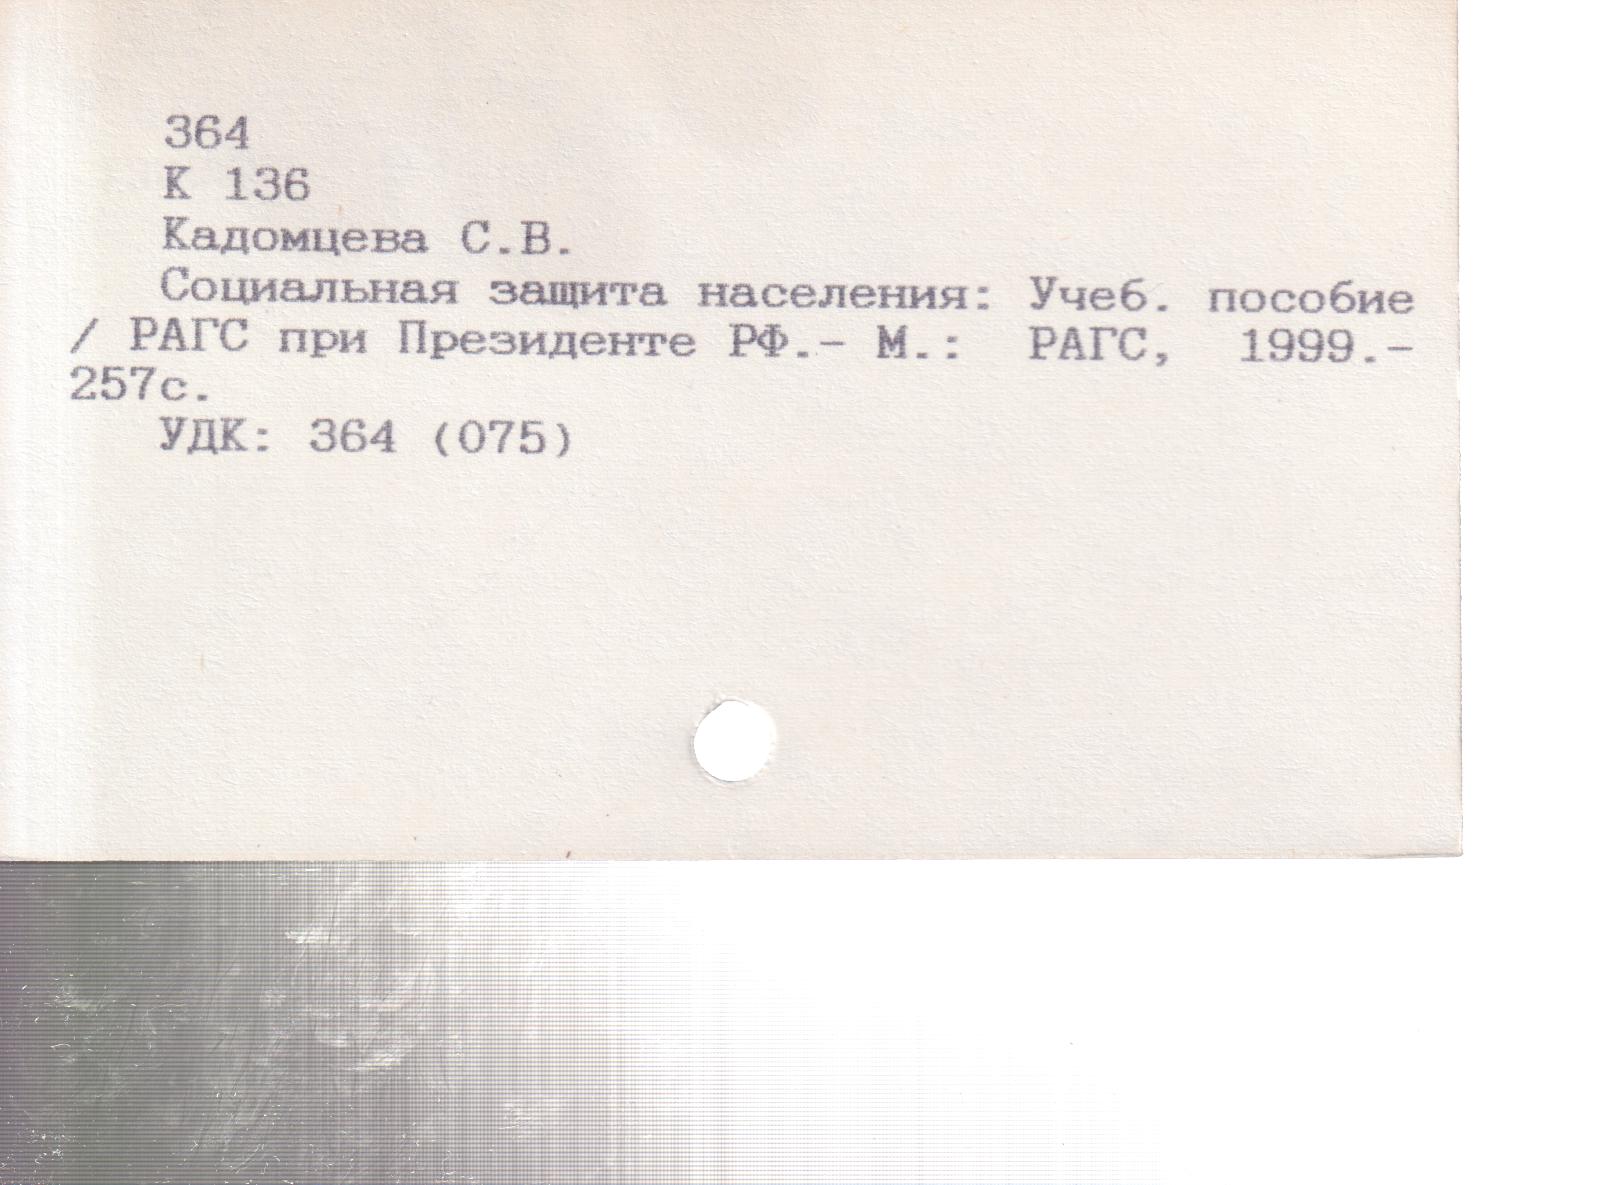 364
К 136
Кадомцева С.В.
Социальная защита населения: Учеб. пособие
/ РАГС при Президенте РФ.- М.: РАГС, 1999.-
257с.
УДК: 364 (075)